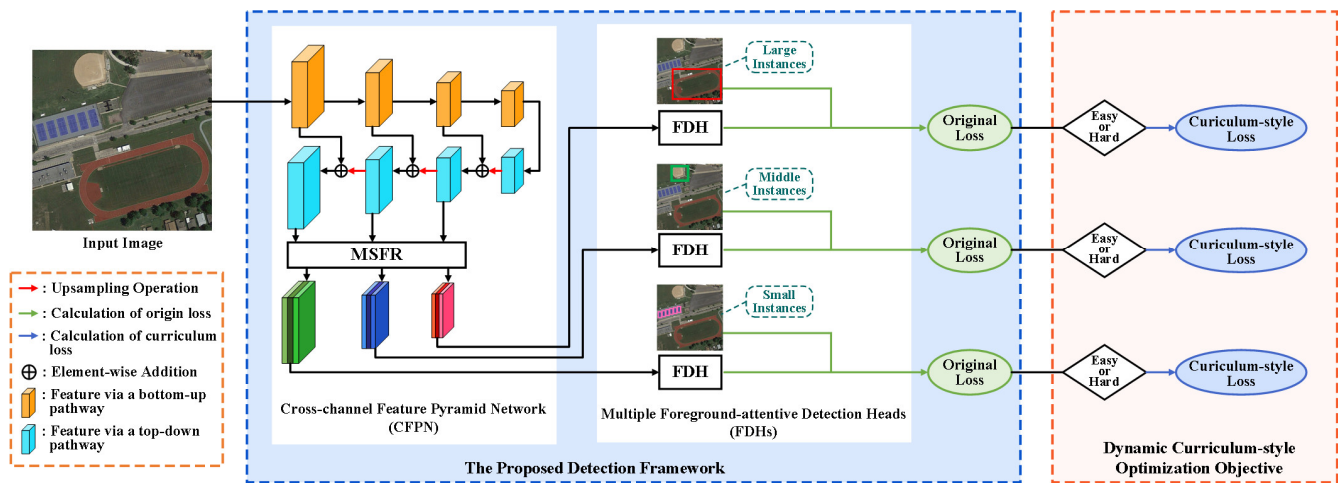 Input Image
: Upsampling Operation
: Calculation of origin loss
: Calculation of curriculum
loss
: Element-wise Addition
: Feature via a bottom-up
pathway
: Feature via a top-down
pathway
MSFR
Cross-channel Feature Pyramid Network
(CFPN)
Large
Instances
FDH
Middle
Instances
FDH
Small
Instances
FDH
Multiple Foreground-attentive Detection Heads
(FDHs)
The Proposed Detection Framework
Original
Loss
Original
Loss
Original
Loss
Easy
or
Hard
Curiculum-style
Loss
Easy
or
Hard
Curiculum-style
Loss
Easy
or
Hard
Curiculum-style
Loss
Dynamic Curriculum-style
Optimization Objective